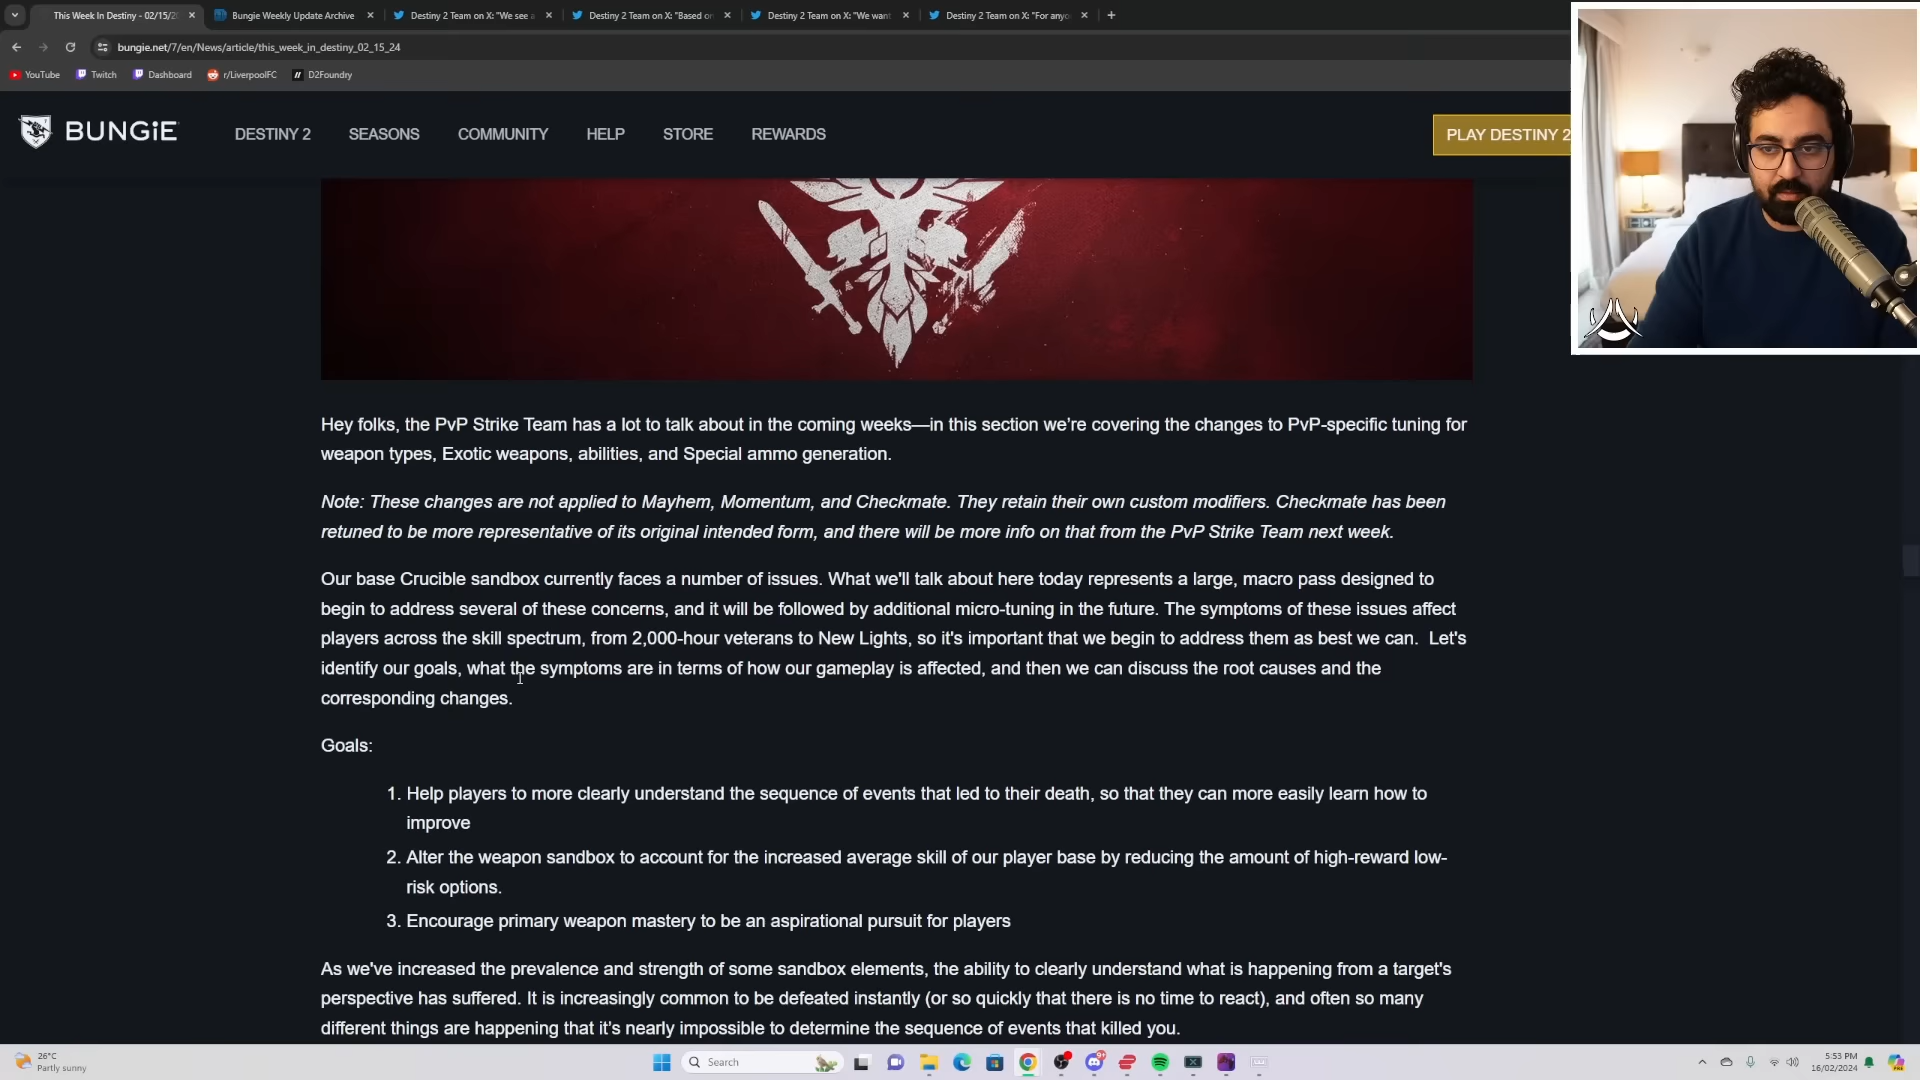 This Week In Destiny - 02/15/2
Bungie Weekly Update Archive
Destiny 2 Team on X: "We see a
Destiny 2 Team on X: "Based on
Destiny 2 Team on X: "We want
Destiny 2 Team on X: "For anyo
bungie.net/7/en/News/article/this_week_in_destiny_02_15_24
YouTube
Twitch
Dashboard
r/LiverpoolFC
D2Foundry
BUNGiE
DESTINY 2
SEASONS
COMMUNITY
HELP
STORE
REWARDS
PLAY DESTINY 2
Hey folks, the PvP Strike Team has a lot to talk about in the coming weeks—in this section we're covering the changes to PvP-specific tuning for
weapon types, Exotic weapons, abilities, and Special ammo generation.
Note: These changes are not applied to Mayhem, Momentum, and Checkmate. They retain their own custom modifiers. Checkmate has been
retuned to be more representative of its original intended form, and there will be more info on that from the PvP Strike Team next week.
Our base Crucible sandbox currently faces a number of issues. What we'll talk about here today represents a large, macro pass designed to
begin to address several of these concerns, and it will be followed by additional micro-tuning in the future. The symptoms of these issues affect
players across the skill spectrum, from 2,000-hour veterans to New Lights, so it's important that we begin to address them as best we can. Let's
identify our goals, what the symptoms are in terms of how our gameplay is affected, and then we can discuss the root causes and the
corresponding changes.
Goals:
1. Help players to more clearly understand the sequence of events that led to their death, so that they can more easily learn how to
improve
2. Alter the weapon sandbox to account for the increased average skill of our player base by reducing the amount of high-reward low-
risk options.
3. Encourage primary weapon mastery to be an aspirational pursuit for players
As we've increased the prevalence and strength of some sandbox elements, the ability to clearly understand what is happening from a target's
perspective has suffered. It is increasingly common to be defeated instantly (or so quickly that there is no time to react), and often so many
different things are happening that it's nearly impossible to determine the sequence of events that killed you.
26°C
Partly sunny
Search
5:53 PM
16/02/2024